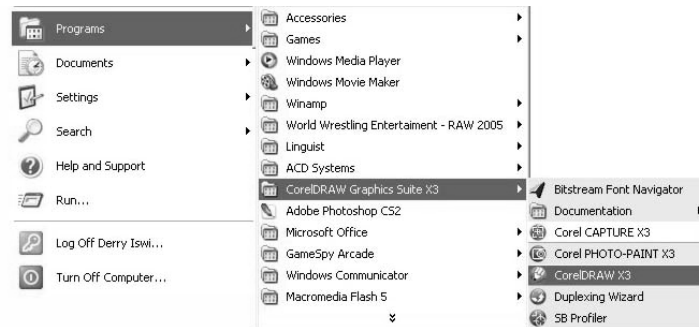 Programs
Documents
Settings
Search
Help and Support
Run...
Log Off Derry Iswi...
Turn Off Computer...
Accessories
Games
Windows Media Player
Windows Movie Maker
Winamp
World Wrestling Entertaiment - RAW 2005
Linguist
ACD Systems
CorelDRAW Graphics Suite X3
Adobe Photoshop CS2
Microsoft Office
GameSpy Arcade
Windows Communicator
Macromedia Flash 5
Bitstream Font Navigator
Documentation
Corel CAPTURE X3
Corel PHOTO-PAINT X3
CorelDRAW X3
Duplexing Wizard
SB Profiler